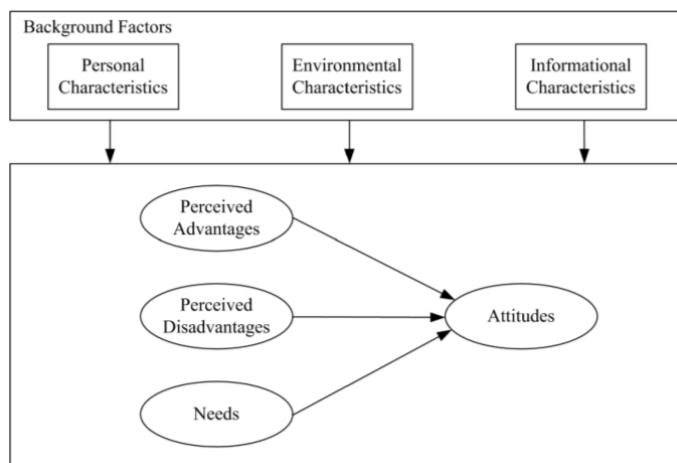 Background Factors
Personal
Characteristics
Environmental
Characteristics
Informational
Characteristics
Perceived
Advantages
Perceived
Disadvantages
Attitudes
Needs